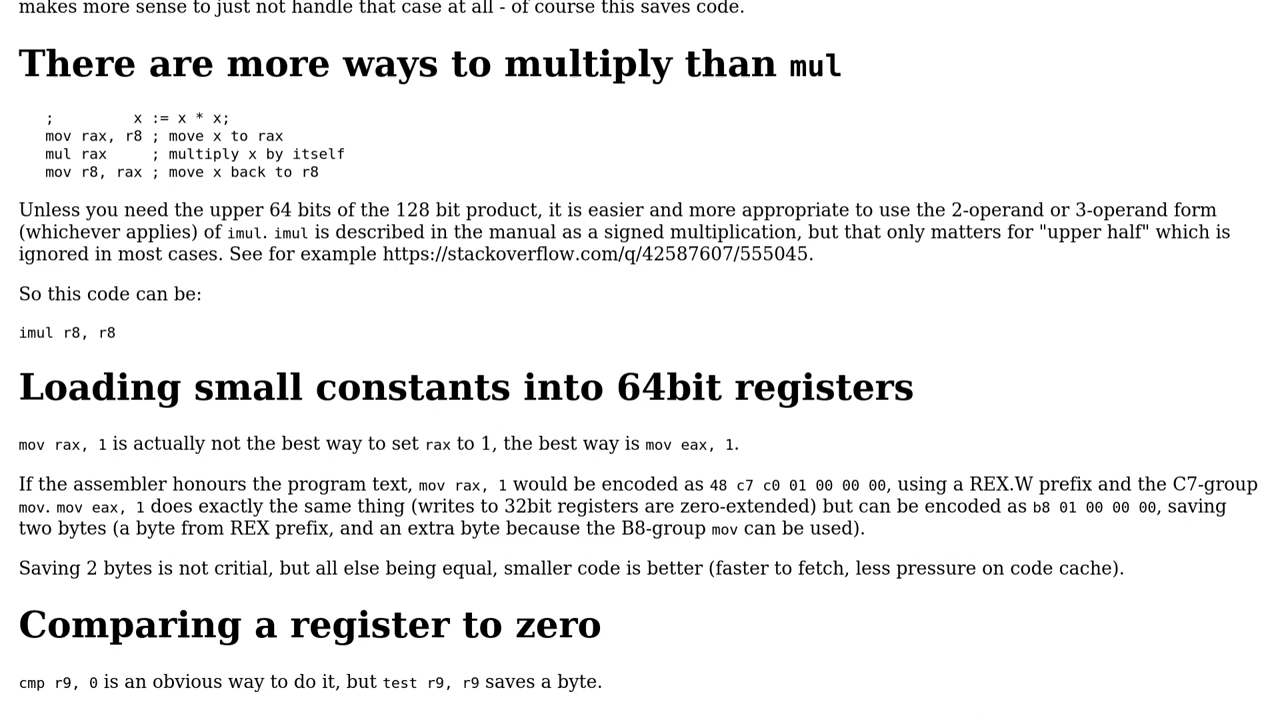 makes more sense to just not handle that case at all - of course this saves code.
There are more ways to multiply than mul
;         x := x * x;
mov rax, r8 ; move x to rax
mul rax     ; multiply x by itself
mov r8, rax ; move x back to r8
Unless you need the upper 64 bits of the 128 bit product, it is easier and more appropriate to use the 2-operand or 3-operand form
(whichever applies) of imul. imul is described in the manual as a signed multiplication, but that only matters for "upper half" which is
ignored in most cases. See for example https://stackoverflow.com/q/42587607/555045.
So this code can be:
imul r8, r8
Loading small constants into 64bit registers
mov rax, 1 is actually not the best way to set rax to 1, the best way is mov eax, 1.
If the assembler honours the program text, mov rax, 1 would be encoded as 48 c7 c0 01 00 00 00, using a REX.W prefix and the C7-group
mov. mov eax, 1 does exactly the same thing (writes to 32bit registers are zero-extended) but can be encoded as b8 01 00 00 00, saving
two bytes (a byte from REX prefix, and an extra byte because the B8-group mov can be used).
Saving 2 bytes is not critial, but all else being equal, smaller code is better (faster to fetch, less pressure on code cache).
Comparing a register to zero
cmp r9, 0 is an obvious way to do it, but test r9, r9 saves a byte.